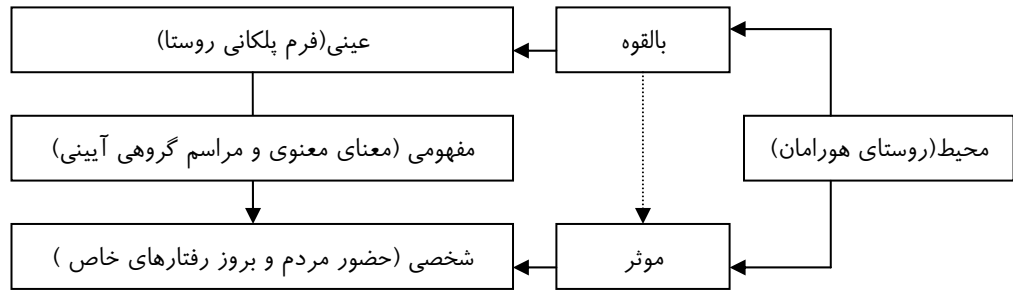 محیط(روستای هورامان)
بالقوه
عینی(فرم پلکانی روستا)
مفهومی (معنای معنوی و مراسم گروهی آیینی)
موثر
شخصی (حضور مردم و بروز رفتارهای خاص )